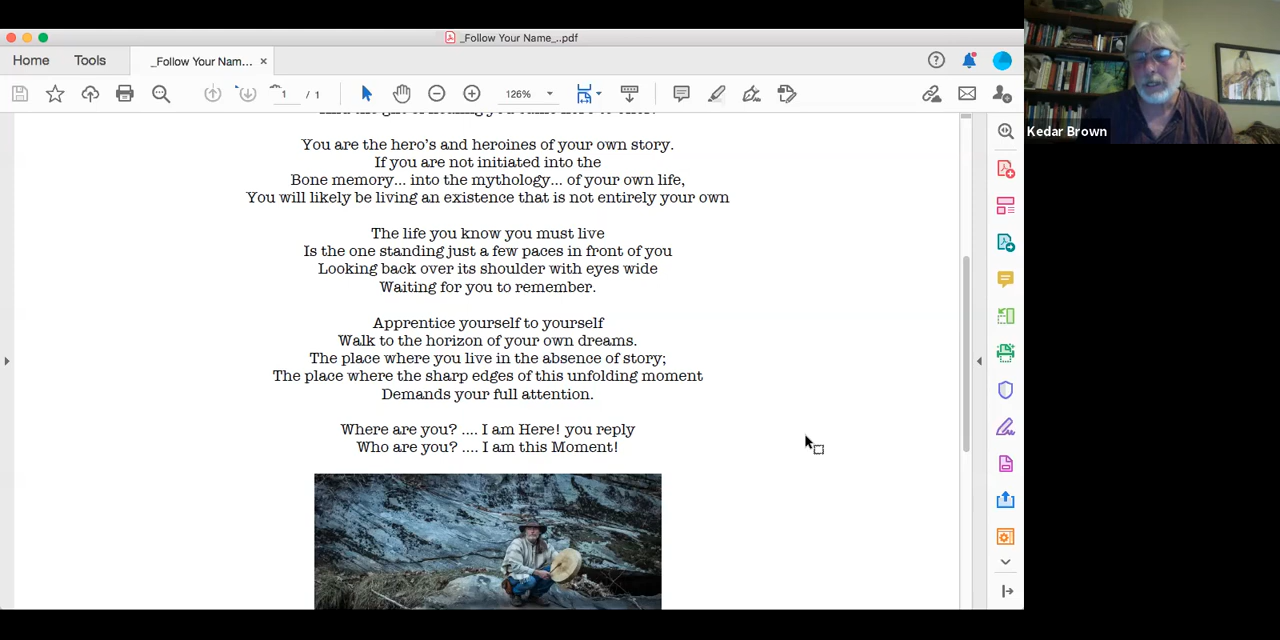 _Follow Your Name_..pdf
Home
Tools
_Follow Your Nam...
1 / 1
126%
You are the hero's and heroines of your own story.
If you are not initiated into the
Bone memory... into the mythology... of your own life,
You will likely be living an existence that is not entirely your own
The life you know you must live
Is the one standing just a few paces in front of you
Looking back over its shoulder with eyes wide
Waiting for you to remember.
Apprentice yourself to yourself
Walk to the horizon of your own dreams.
The place where you live in the absence of story;
The place where the sharp edges of this unfolding moment
Demands your full attention.
Where are you? .... I am Here! you reply
Who are you? .... I am this Moment!
Kedar Brown